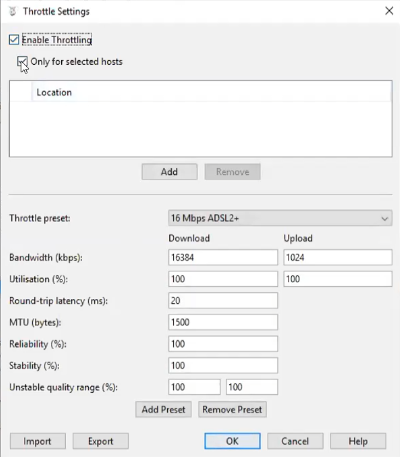 Throttle Settings
Enable Throttling
Only for selected hosts
Location
Add Remove
Throttle preset: 16 Mbps ADSL2+
Download Upload
Bandwidth (kbps): 16384 1024
Utilisation (%): 100 100
Round-trip latency (ms): 20
MTU (bytes): 1500
Reliability (%): 100
Stability (%): 100
Unstable quality range (%): 100 100
Add Preset Remove Preset
Import Export OK Cancel Help